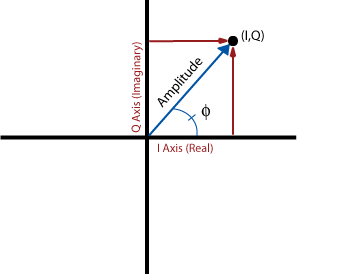 (I,Q)
Q Axis (Imaginary)
Amplitude
ϕ
I Axis (Real)